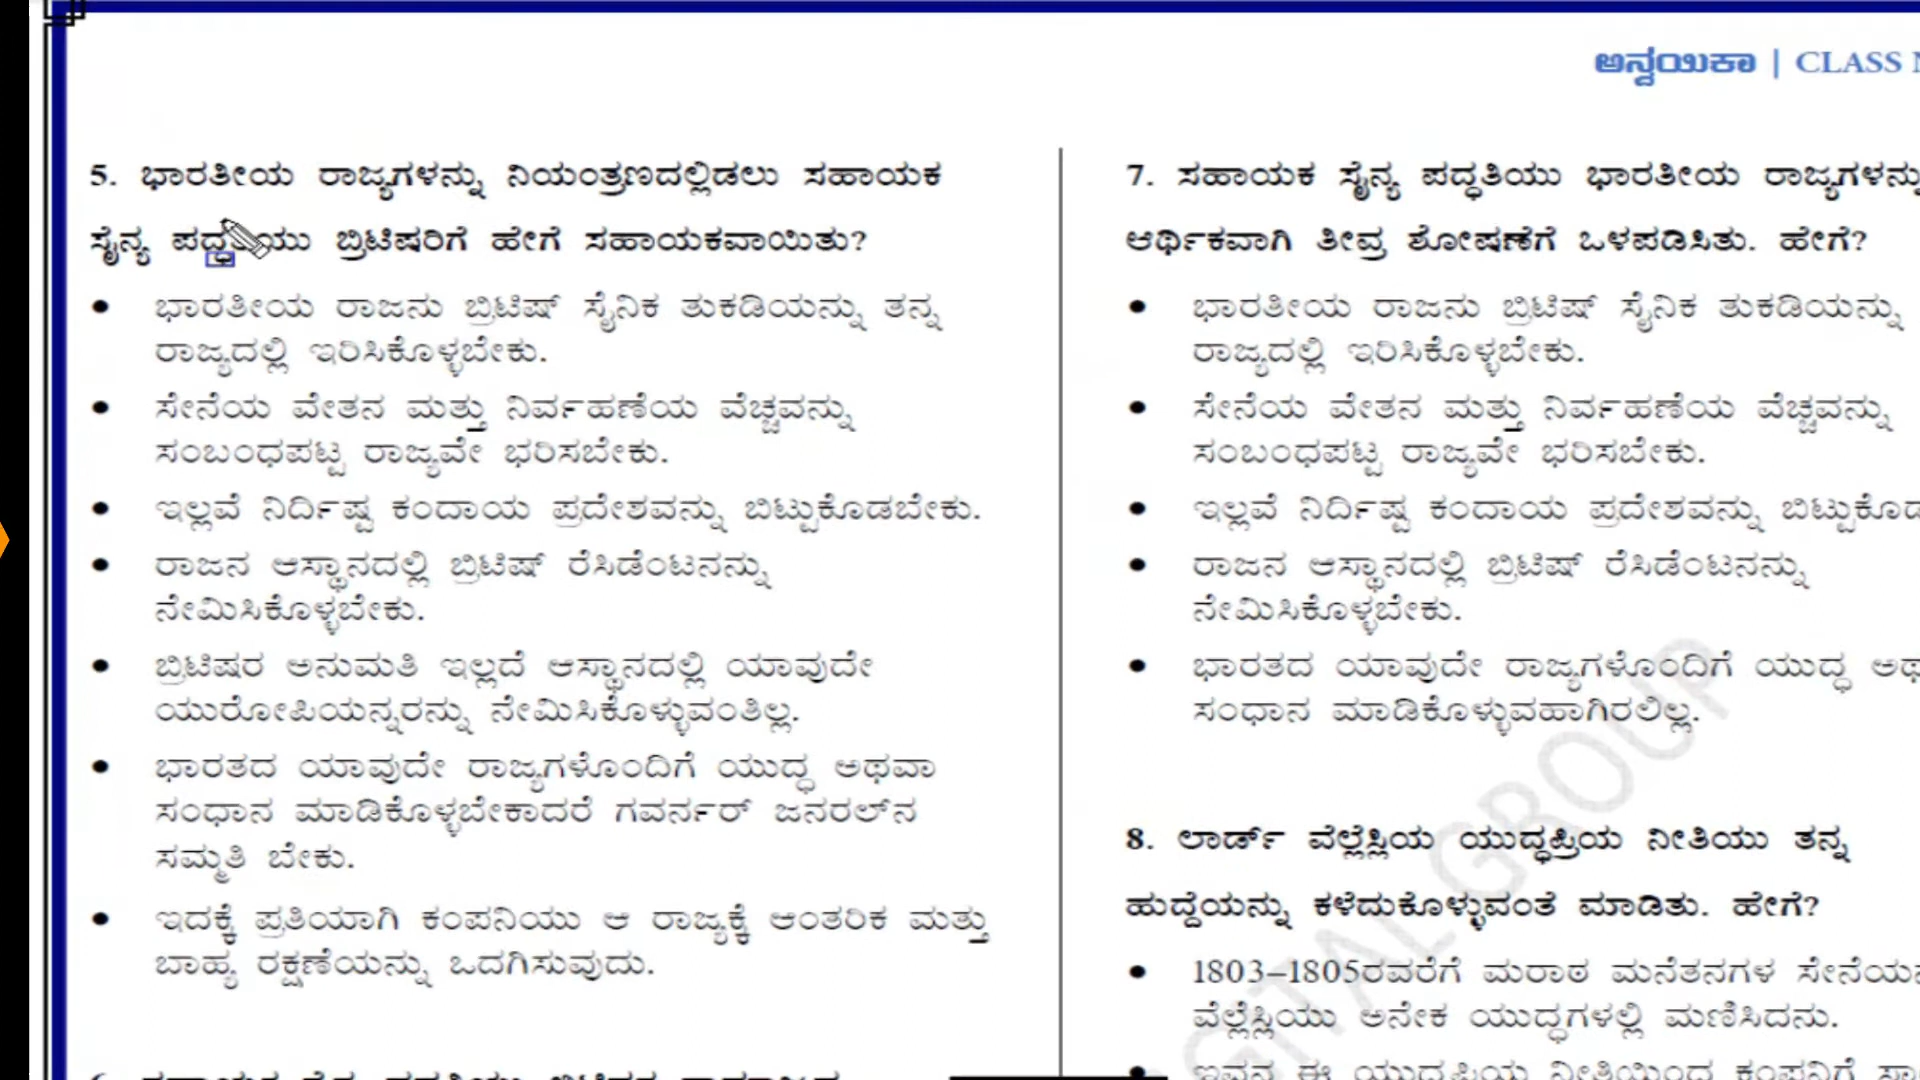 ಅನ್ವಯಿಕಾ | CLASS
5. ಭಾರತೀಯ ರಾಜ್ಯಗಳನ್ನು ನಿಯಂತ್ರಣದಲ್ಲಿಡಲು ಸಹಾಯಕ
ಸೈನ್ಯ ಪದ್ಧತಿಯು ಬ್ರಿಟಿಷರಿಗೆ ಹೇಗೆ ಸಹಾಯಕವಾಯಿತು?
• ಭಾರತೀಯ ರಾಜನು ಬ್ರಿಟಿಷ್ ಸೈನಿಕ ತುಕಡಿಯನ್ನು ತನ್ನ
ರಾಜ್ಯದಲ್ಲಿ ಇರಿಸಿಕೊಳ್ಳಬೇಕು.
• ಸೇನೆಯ ವೇತನ ಮತ್ತು ನಿರ್ವಹಣೆಯ ವೆಚ್ಚವನ್ನು
ಸಂಬಂಧಪಟ್ಟ ರಾಜ್ಯವೇ ಭರಿಸಬೇಕು.
• ಇಲ್ಲವೆ ನಿರ್ದಿಷ್ಟ ಕಂದಾಯ ಪ್ರದೇಶವನ್ನು ಬಿಟ್ಟುಕೊಡಬೇಕು.
• ರಾಜನ ಆಸ್ಥಾನದಲ್ಲಿ ಬ್ರಿಟಿಷ್ ರೆಸಿಡೆಂಟನನ್ನು
ನೇಮಿಸಿಕೊಳ್ಳಬೇಕು.
• ಬ್ರಿಟಿಷರ ಅನುಮತಿ ಇಲ್ಲದೆ ಆಸ್ಥಾನದಲ್ಲಿ ಯಾವುದೇ
ಯುರೋಪಿಯನ್ನರನ್ನು ನೇಮಿಸಿಕೊಳ್ಳುವಂತಿಲ್ಲ.
• ಭಾರತದ ಯಾವುದೇ ರಾಜ್ಯಗಳೊಂದಿಗೆ ಯುದ್ಧ ಅಥವಾ
ಸಂಧಾನ ಮಾಡಿಕೊಳ್ಳಬೇಕಾದರೆ ಗವರ್ನರ್ ಜನರಲ್‌ನ
ಸಮ್ಮತಿ ಬೇಕು.
• ಇದಕ್ಕೆ ಪ್ರತಿಯಾಗಿ ಕಂಪನಿಯು ಆ ರಾಜ್ಯಕ್ಕೆ ಆಂತರಿಕ ಮತ್ತು
ಬಾಹ್ಯ ರಕ್ಷಣೆಯನ್ನು ಒದಗಿಸುವುದು.
7. ಸಹಾಯಕ ಸೈನ್ಯ ಪದ್ಧತಿಯು ಭಾರತೀಯ ರಾಜ್ಯಗಳನ್ನು
ಆರ್ಥಿಕವಾಗಿ ತೀವ್ರ ಶೋಷಣೆಗೆ ಒಳಪಡಿಸಿತು. ಹೇಗೆ?
• ಭಾರತೀಯ ರಾಜನು ಬ್ರಿಟಿಷ್ ಸೈನಿಕ ತುಕಡಿಯನ್ನು
ರಾಜ್ಯದಲ್ಲಿ ಇರಿಸಿಕೊಳ್ಳಬೇಕು.
• ಸೇನೆಯ ವೇತನ ಮತ್ತು ನಿರ್ವಹಣೆಯ ವೆಚ್ಚವನ್ನು
ಸಂಬಂಧಪಟ್ಟ ರಾಜ್ಯವೇ ಭರಿಸಬೇಕು.
• ಇಲ್ಲವೆ ನಿರ್ದಿಷ್ಟ ಕಂದಾಯ ಪ್ರದೇಶವನ್ನು
• ರಾಜನ ಆಸ್ಥಾನದಲ್ಲಿ ಬ್ರಿಟಿಷ್ ರೆಸಿಡೆಂಟನನ್ನು
ನೇಮಿಸಿಕೊಳ್ಳಬೇಕು.
• ಭಾರತದ ಯಾವುದೇ ರಾಜ್ಯಗಳೊಂದಿಗೆ ಯುದ್ಧ
ಸಂಧಾನ ಮಾಡಿಕೊಳ್ಳುವಹಾಗಿರಲಿಲ್ಲ.
8. ಲಾರ್ಡ್ ವೆಲ್ಲೆಸ್ಲಿಯ ಯುದ್ಧಪ್ರಿಯ ನೀತಿಯು ತನ್ನ
ಹುದ್ದೆಯನ್ನು ಕಳೆದುಕೊಳ್ಳುವಂತೆ ಮಾಡಿತು. ಹೇಗೆ?
• 1803–1805ರವರೆಗೆ ಮರಾಠ ಮನೆತನಗಳ
ವೆಲ್ಲೆಸ್ಲಿಯು ಅನೇಕ ಯುದ್ಧಗಳಲ್ಲಿ ಮಣಿಸಿದನು.
• ಇವನ ಈ ಯುದ್ಧಪ್ರಿಯ ನೀತಿಯಿಂದ ಕಂಪನಿಗೆ